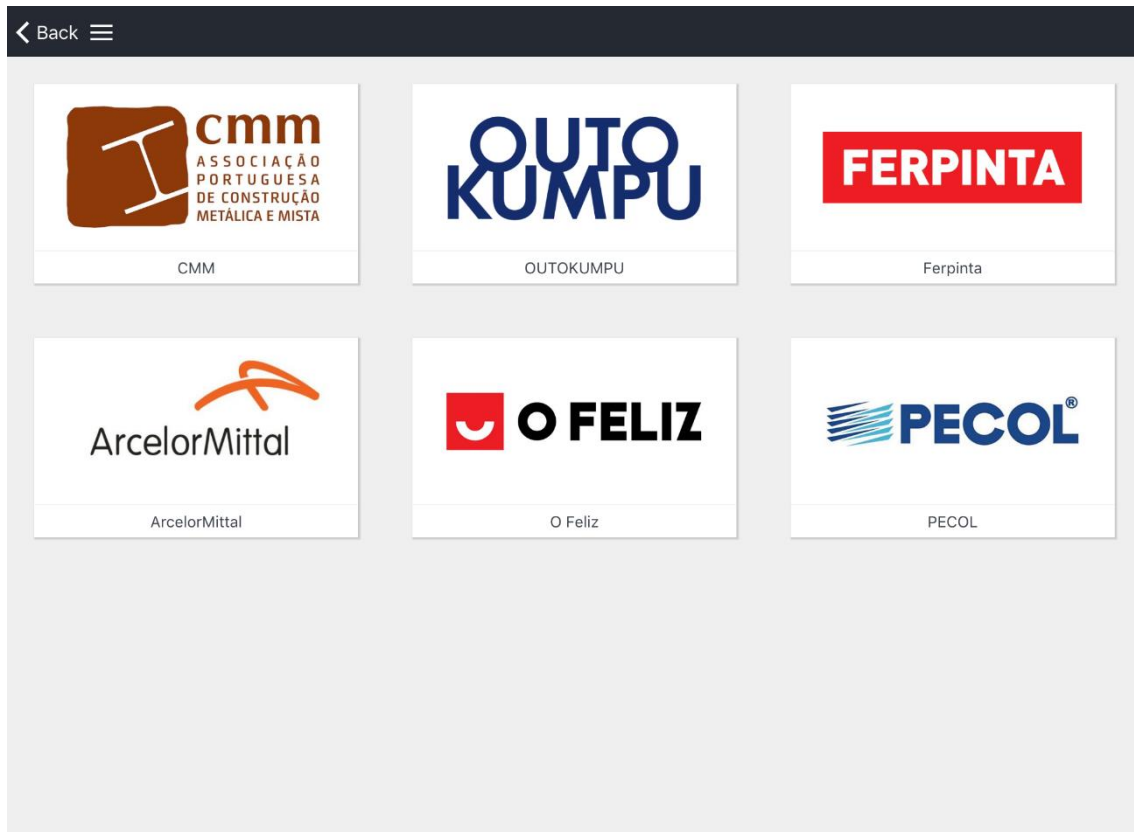 Back
cmm
ASSOCIAÇÃO
PORTUGUESA
DE CONSTRUÇÃO
METÁLICA E MISTA
CMM
OUTO
KUMPU
OUTOKUMPU
FERPINTA
Ferpinta
ArcelorMittal
ArcelorMittal
O FELIZ
O Feliz
PECOL®
PECOL